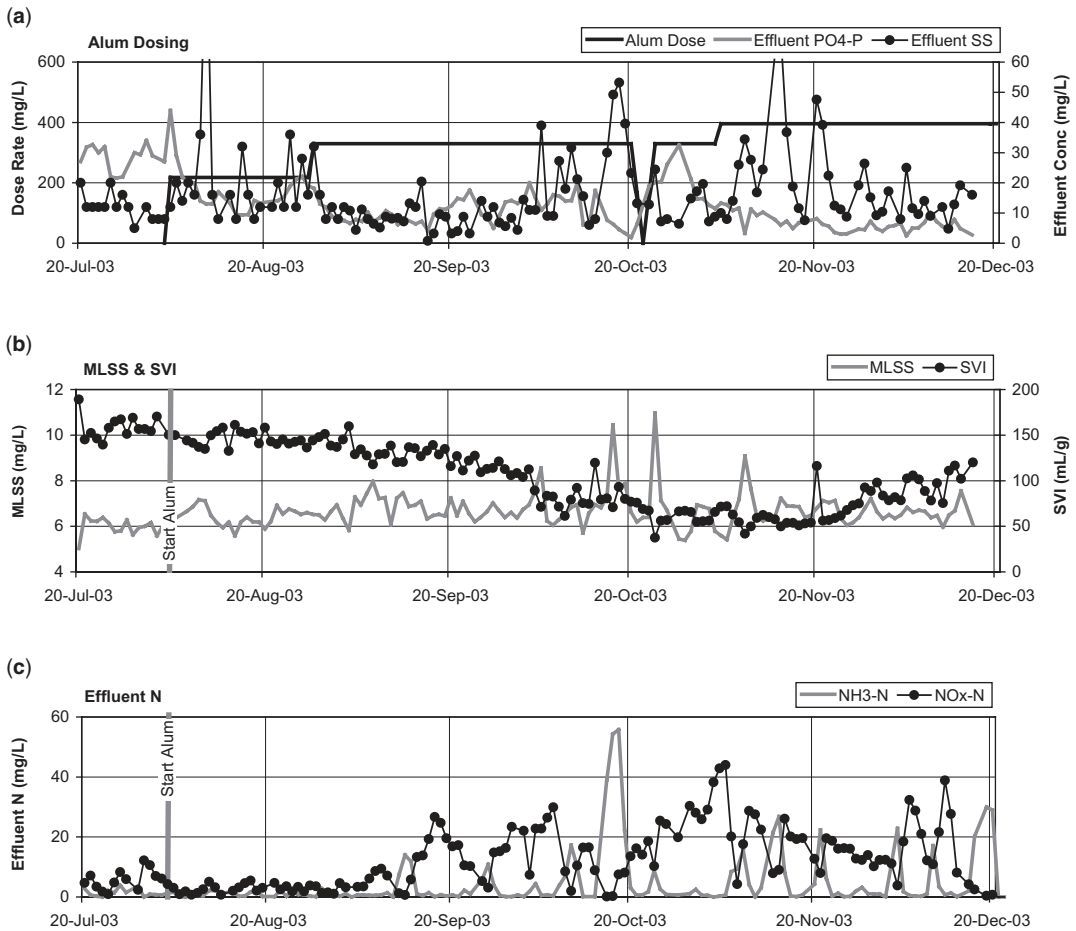 (a)
Alum Dosing
Alum Dose Effluent PO4-P Effluent SS
600 60
50
400 40
30
200 20
10
0 0
Dose Rate (mg/L)
Effluent Conc (mg/L)
20-Jul-03 20-Aug-03 20-Sep-03 20-Oct-03 20-Nov-03 20-Dec-03
(b)
MLSS & SVI
MLSS SVI
12 200
10 150
8 100
6 50
4 0
MLSS (mg/L)
SVI (mL/g)
Start Alum
20-Jul-03 20-Aug-03 20-Sep-03 20-Oct-03 20-Nov-03 20-Dec-03
(c)
Effluent N
NH3-N NOx-N
60
40
20
0
Effluent N (mg/L)
Start Alum
20-Jul-03 20-Aug-03 20-Sep-03 20-Oct-03 20-Nov-03 20-Dec-03